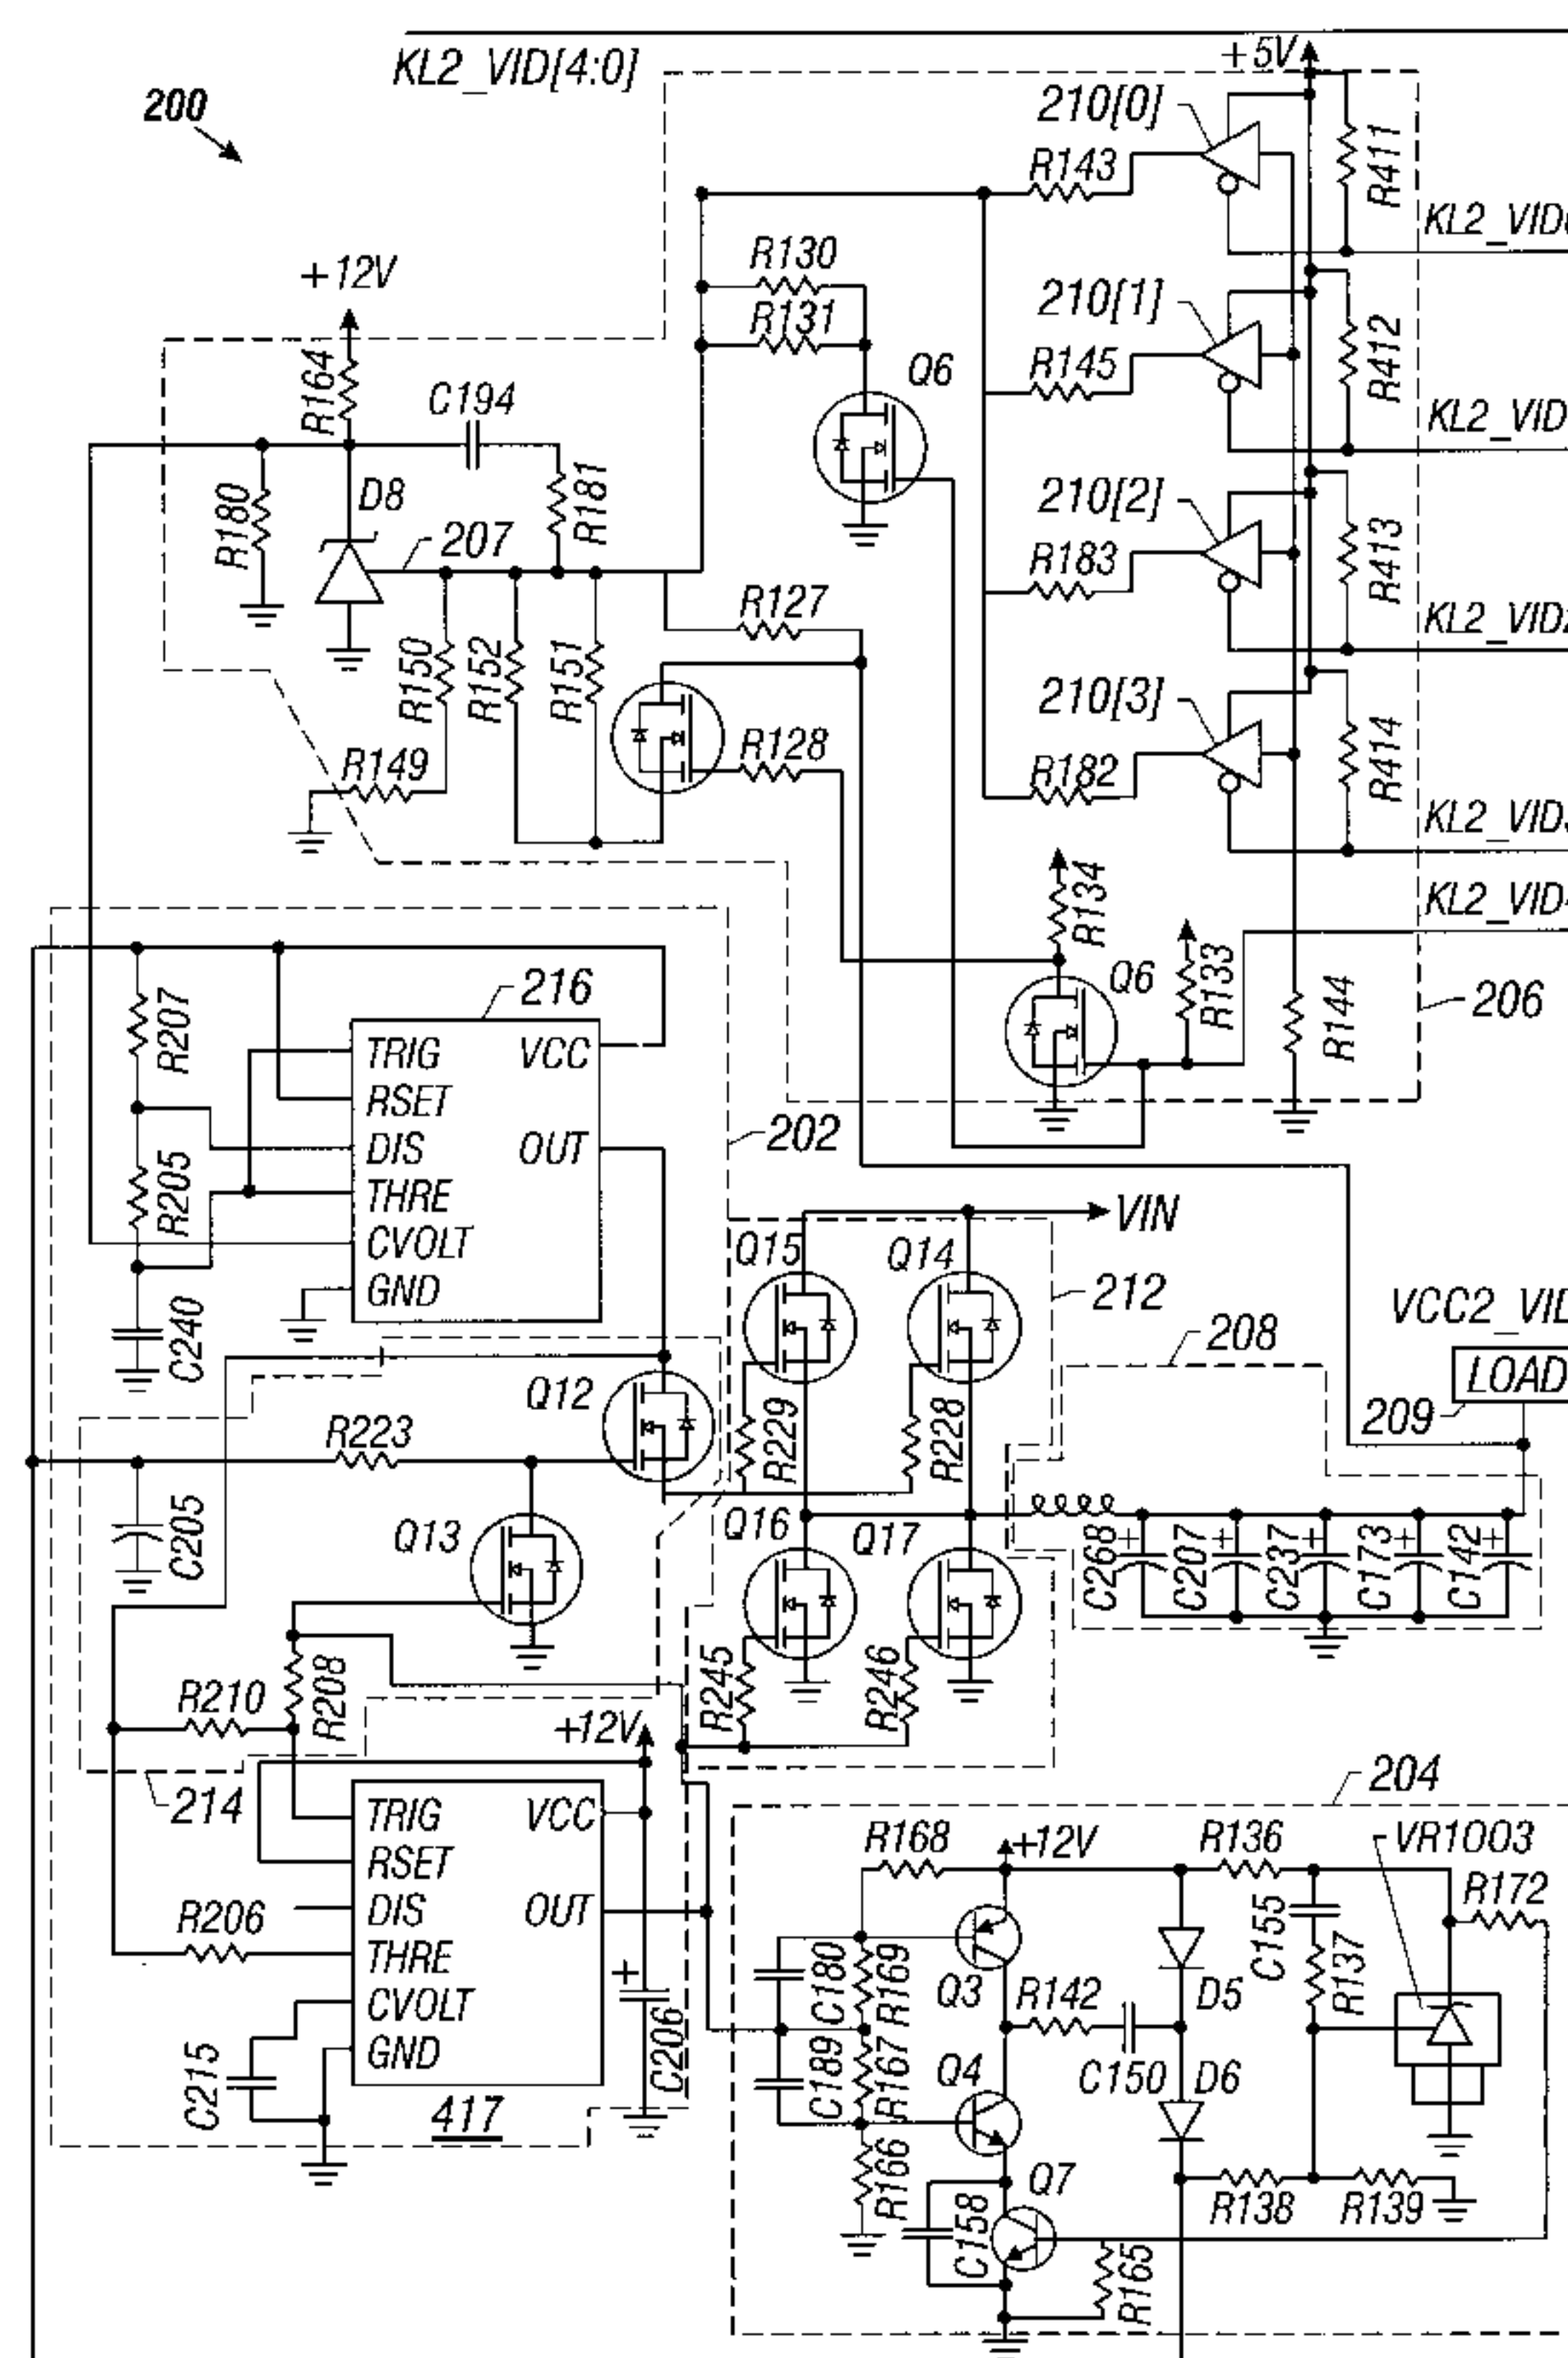 KL2_VID[4:0]
+5V
200
210[0]
R143
R411
R130
+12V
210[1]
R131
R412
R164
Q6
R145
C194
D8
R181
R180
207
210[2]
R183
R413
R127
R150
R152
R151
210[3]
R128
R149
R182
R414
R134
Q6
R133
206
216
R144
R207
TRIG
VCC
RSET
202
DIS
OUT
R205
THRE
VIN
CVOLT
Q15
Q14
GND
212
C240
208
LOAD
Q12
209
R223
R229
R228
Q16
Q17
Q13
C205
C268
+
C207
+
C237
+
C173
+
C142
+
R208
R210
R245
R246
+12V
204
214
TRIG
VCC
R168
+12V
R136
VR1003
RSET
R172
R206
DIS
OUT
C155
THRE
+
C180
R169
Q3
R142
D5
R137
CVOLT
C206
GND
C189
R167
Q4
C150
D6
C215
417
R166
Q7
R138
R139
C158
R165